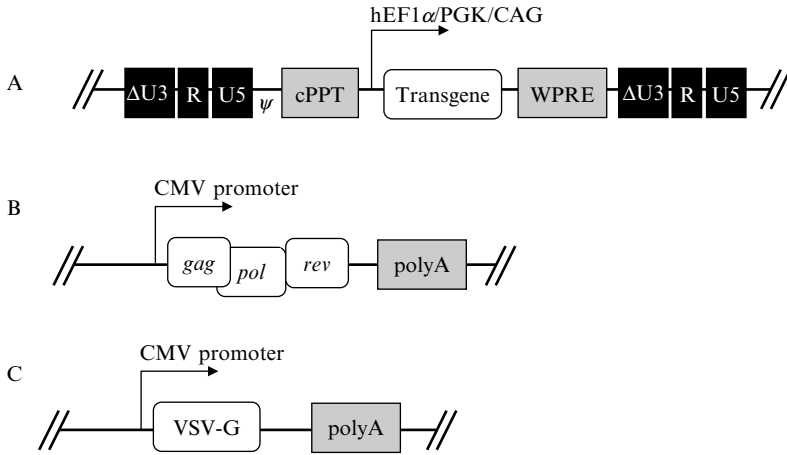 hEF1α/PGK/CAG
A
ΔU3 R U5 ψ cPPT Transgene WPRE ΔU3 R U5
CMV promoter
B
gag pol rev polyA
CMV promoter
C
VSV-G polyA